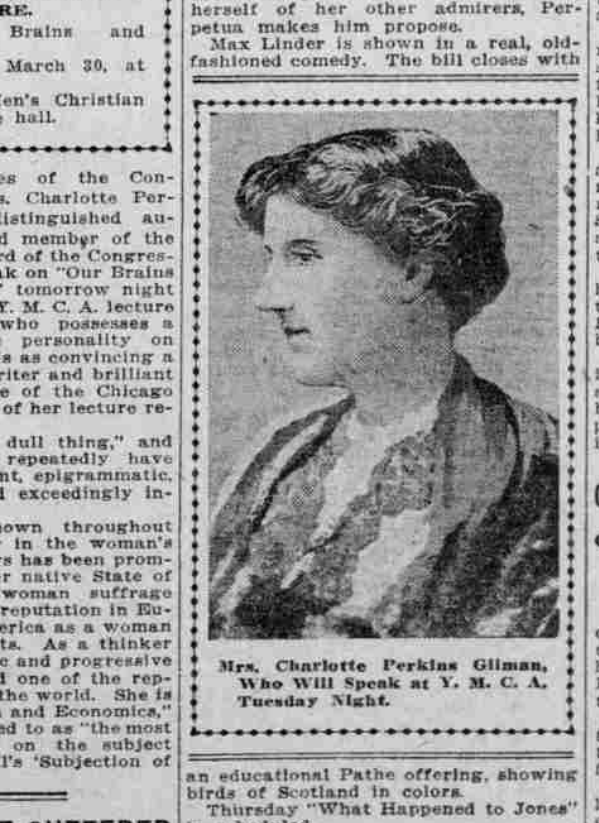 RE.
Brains and
March 30, at
en's Christian
hall.
es of the Con-
s. Charlotte Per-
distinguished au-
d member of the
rd of the Congres-
ak on "Our Brains
tomorrow night
Y. M. C. A. lecture
who possesses a
personality on
s as convincing a
riter and brilliant
e of the Chicago
of her lecture re-
dull thing," and
repeatedly have
nt, epigrammatic,
d exceedingly in-
nown throughout
r in the woman's
rs has been prom-
er native State of
woman suffrage
reputation in Eu-
erica as a woman
ts. As a thinker
c and progressive
d one of the rep-
the world. She is
n and Economics,"
ed to as "the most
on the subject
l's 'Subjection of
herself of her other admirers, Per-
petua makes him propose.
Max Linder is shown in a real, old-
fashioned comedy. The bill closes with
Mrs. Charlotte Perkins Gilman,
Who Will Speak at Y. M. C. A.
Tuesday Night.
an educational Pathe offering, showing
birds of Scotland in colors.
Thursday "What Happened to Jones"